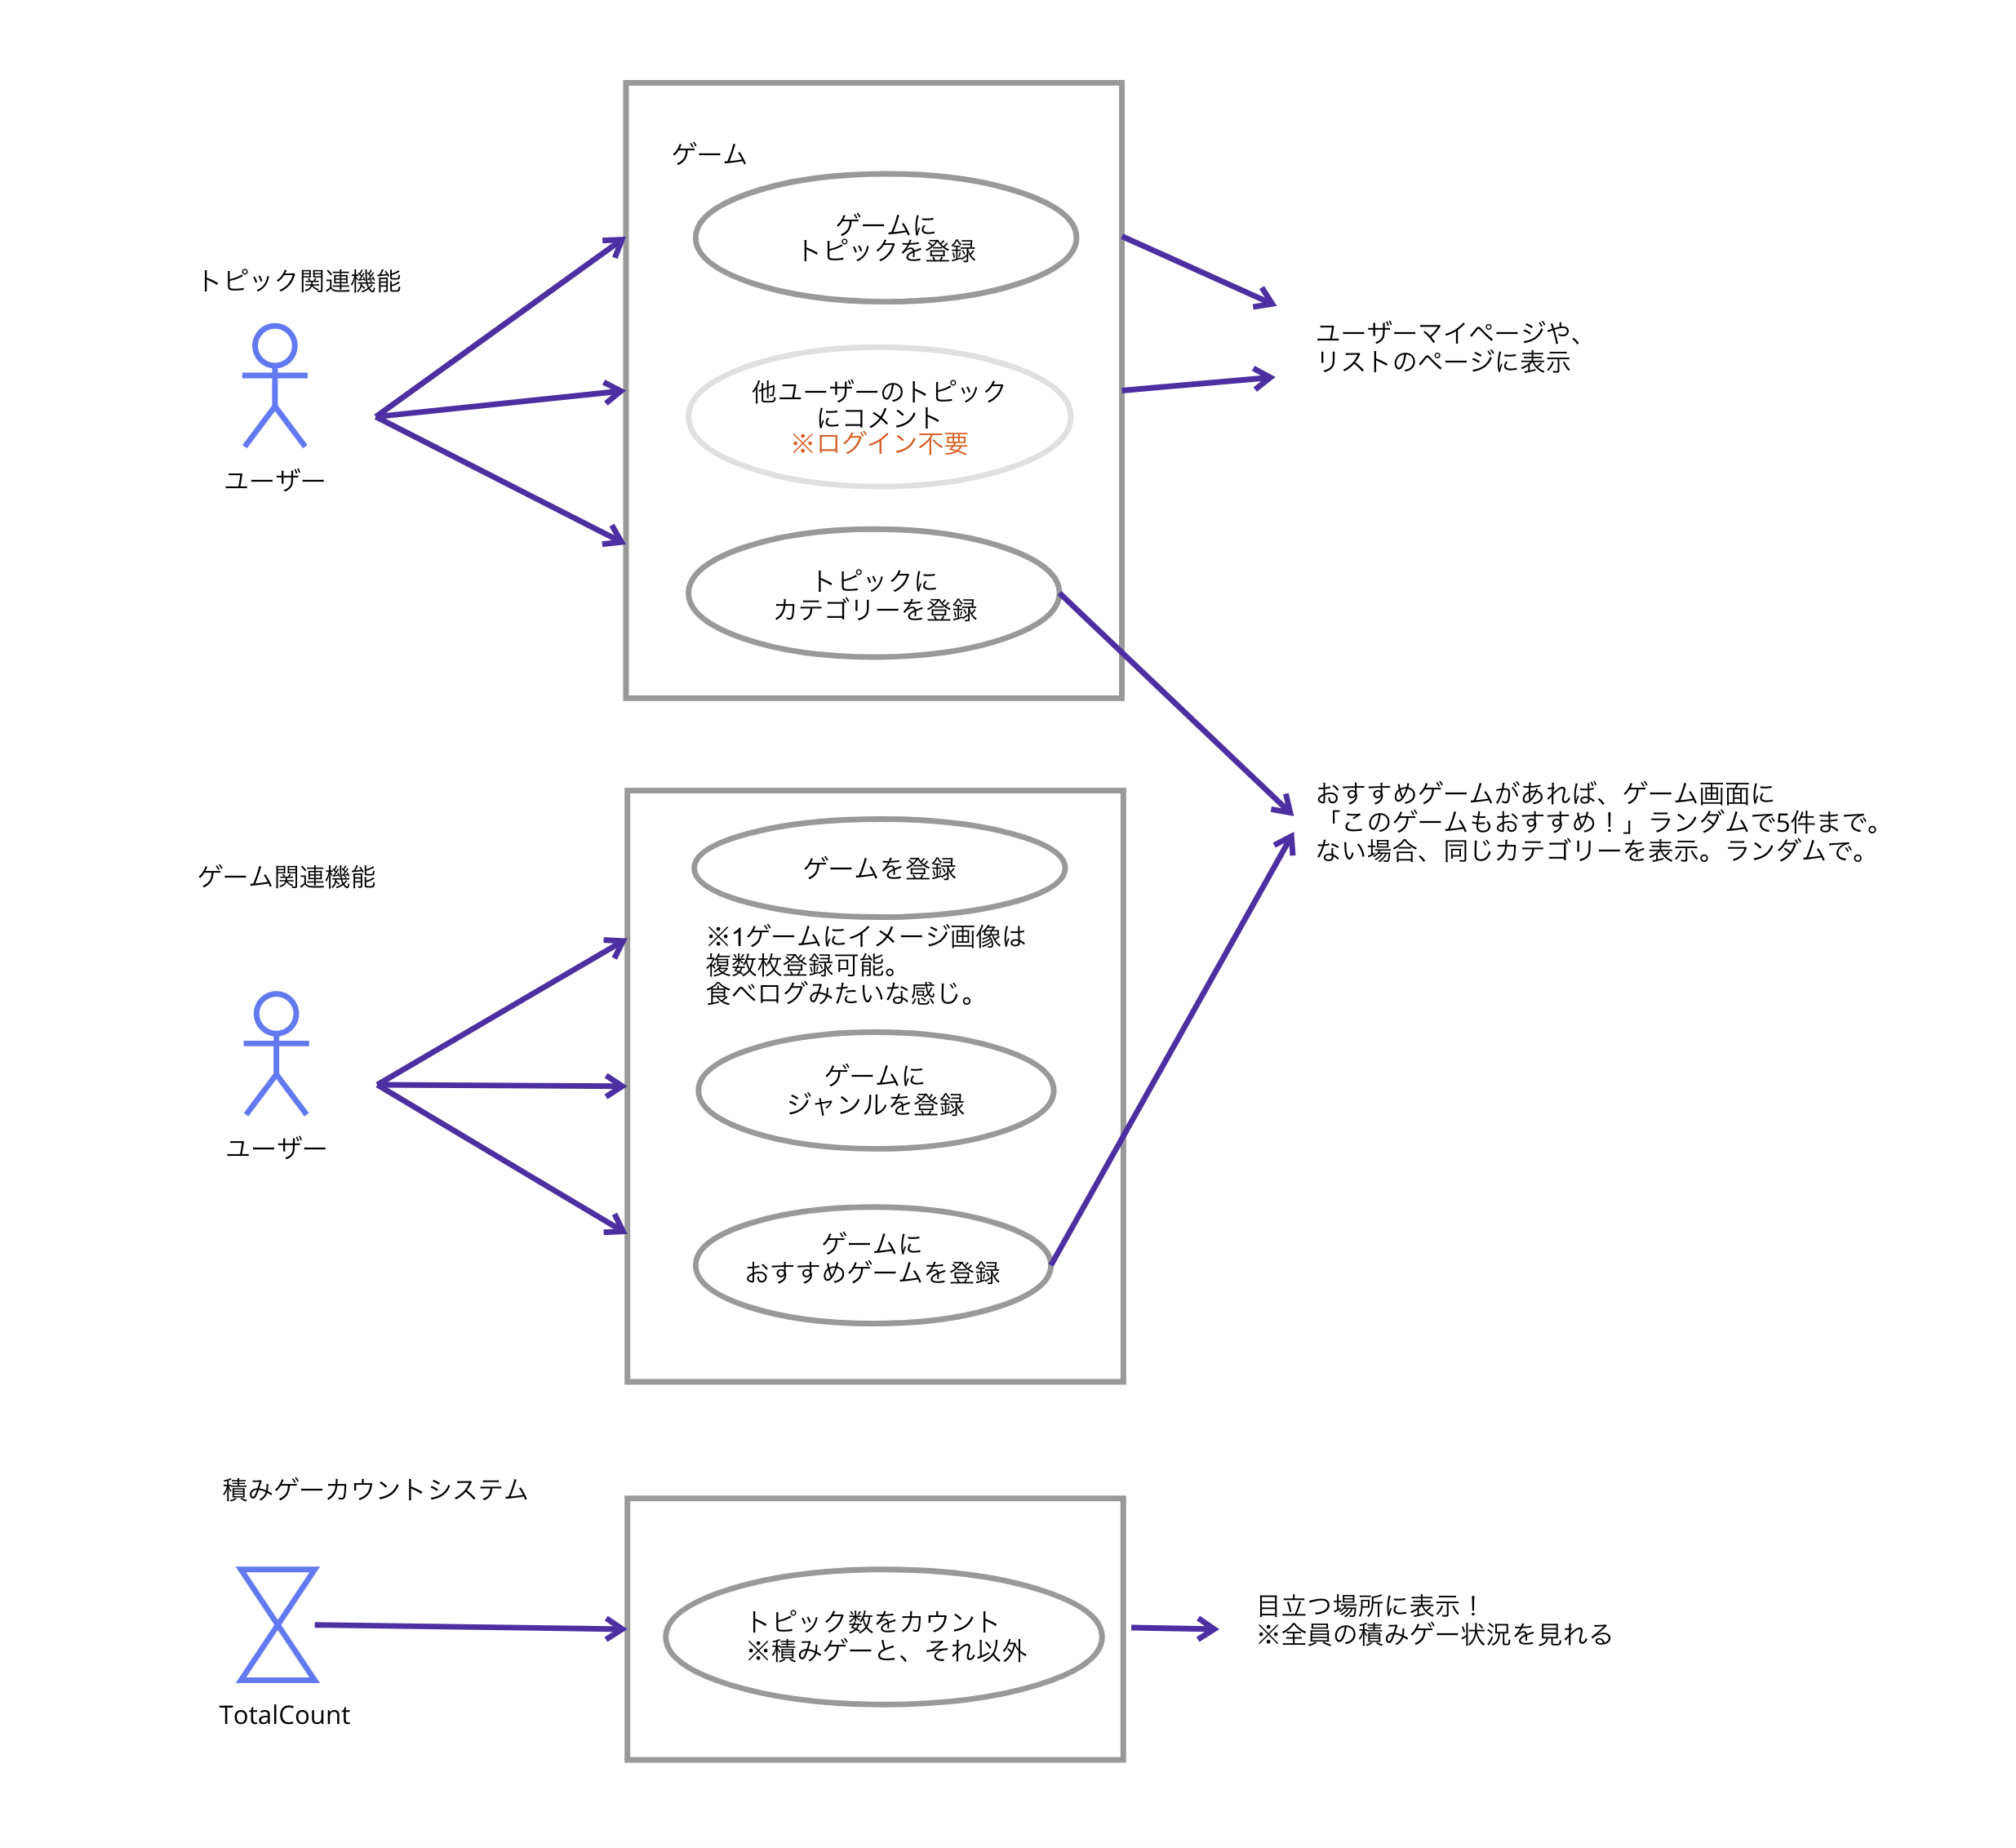 トピック関連機能
ユーザー
ゲーム
ゲームに
トピックを登録
他ユーザーのトピック
にコメント
※ログイン不要
トピックに
カテゴリーを登録
ユーザーマイページや、
リストのページに表示
おすすめゲームがあれば、ゲーム画面に
「このゲームもおすすめ！」ランダムで5件まで。
ない場合、同じカテゴリーを表示。ランダムで。
ゲーム関連機能
ユーザー
ゲームを登録
※1ゲームにイメージ画像は
複数枚登録可能。
食べログみたいな感じ。
ゲームに
ジャンルを登録
ゲームに
おすすめゲームを登録
積みゲーカウントシステム
TotalCount
トピック数をカウント
※積みゲーと、それ以外
目立つ場所に表示！
※全員の積みゲー状況を見れる